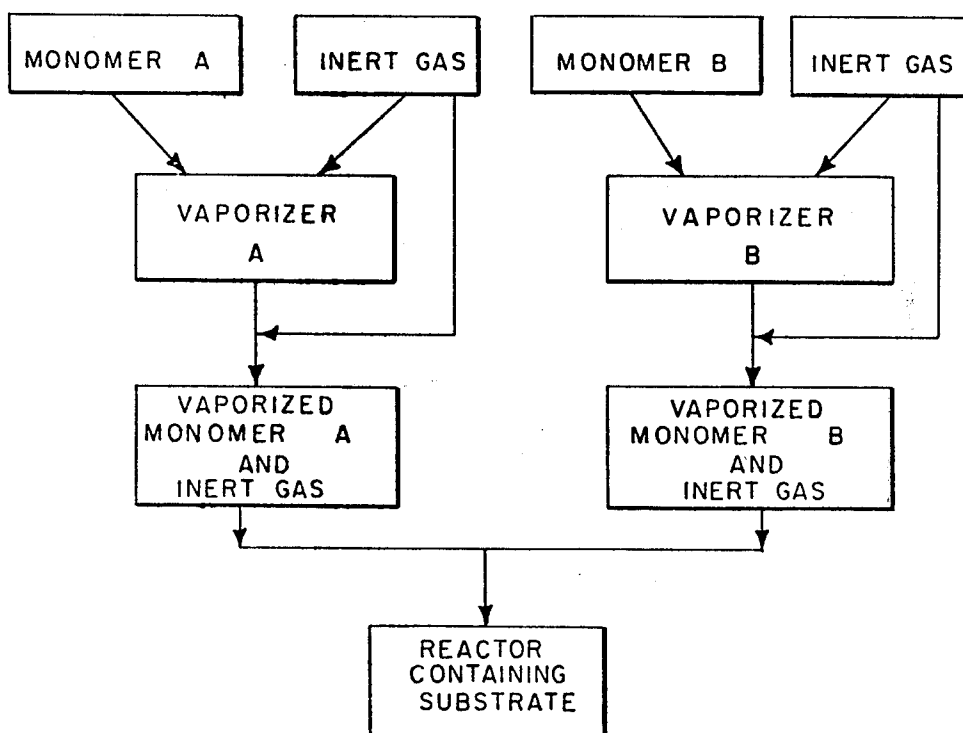 MONOMER A
INERT GAS
MONOMER B
INERT GAS
VAPORIZER
A
VAPORIZER
B
VAPORIZED
MONOMER A
AND
INERT GAS
VAPORIZED
MONOMER B
AND
INERT GAS
REACTOR
CONTAINING
SUBSTRATE